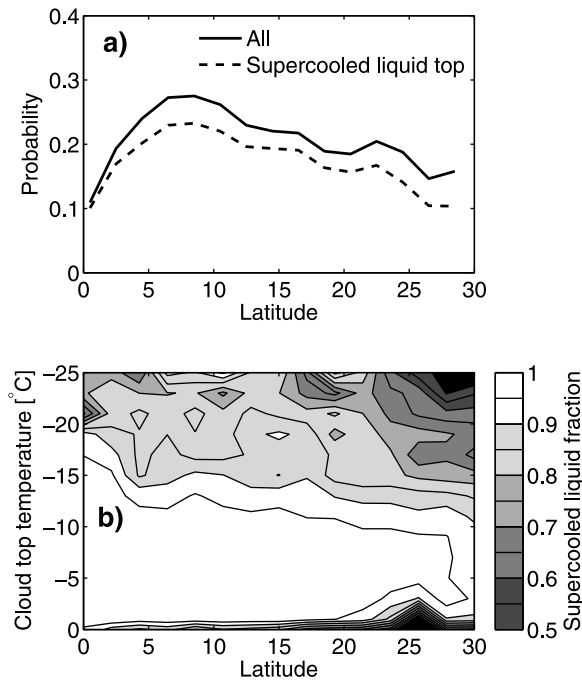 a)
All
Supercooled liquid top
Probability
0.4
0.3
0.2
0.1
0
0 5 10 15 20 25 30
Latitude
b)
Cloud top temperature [°C]
−25
−20
−15
−10
−5
0
0 5 10 15 20 25 30
Latitude
1
0.9
0.8
0.7
0.6
0.5
Supercooled liquid fraction